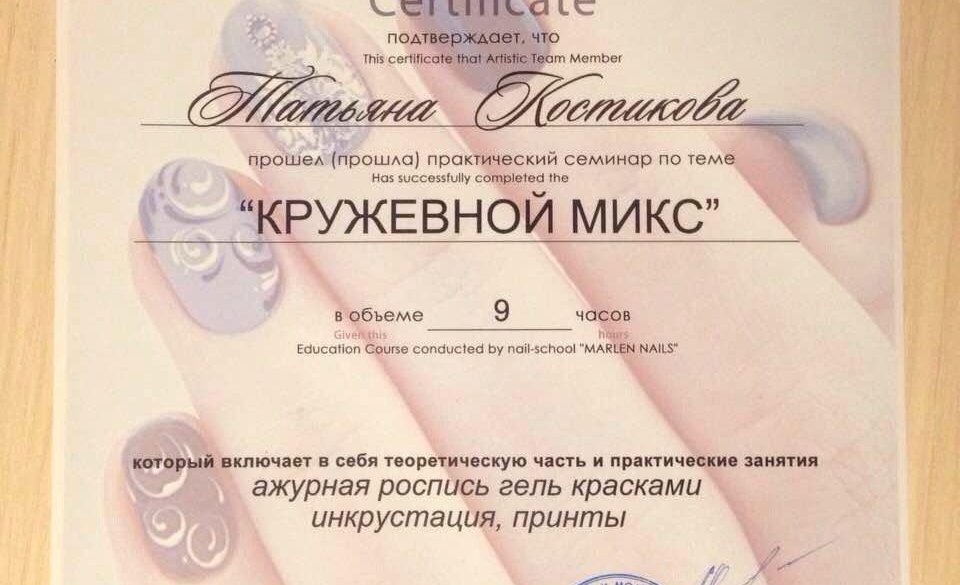 Certificate
подтверждает, что
This certificate that Artistic Team Member
Татьяна Костикова
прошел (прошла) практический семинар по теме
Has successfully completed the
“КРУЖЕВНОЙ МИКС”
в объеме 9 часов
Given this hours
Education Course conducted by nail-school "MARLEN NAILS"
который включает в себя теоретическую часть и практические занятия
ажурная роспись гель красками
инкрустация, принты